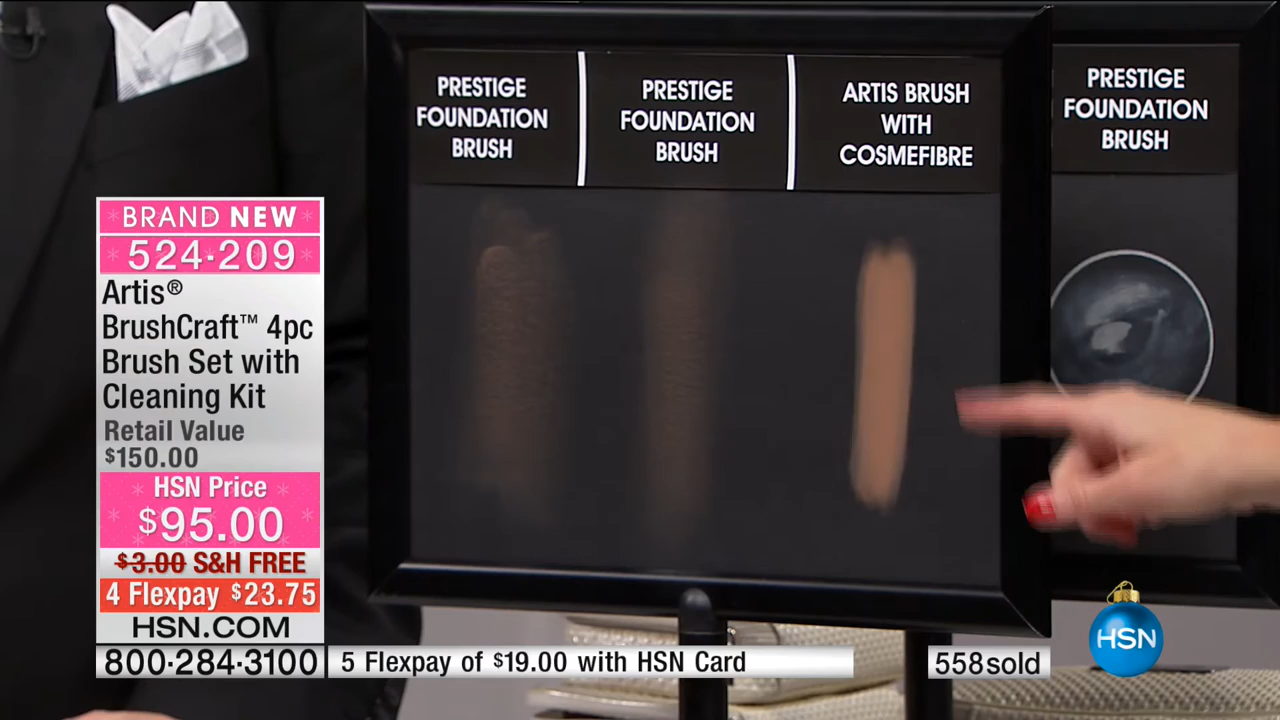 PRESTIGE
FOUNDATION
BRUSH
PRESTIGE
FOUNDATION
BRUSH
ARTIS BRUSH
WITH
COSMEFIBRE
PRESTIGE
FOUNDATION
BRUSH
BRAND NEW
524·209
Artis®
BrushCraft™ 4pc
Brush Set with
Cleaning Kit
Retail Value
$150.00
HSN Price
$95.00
$3.00 S&H FREE
4 Flexpay $23.75
HSN.COM
800·284·3100
5 Flexpay of $19.00 with HSN Card
558sold
HSN